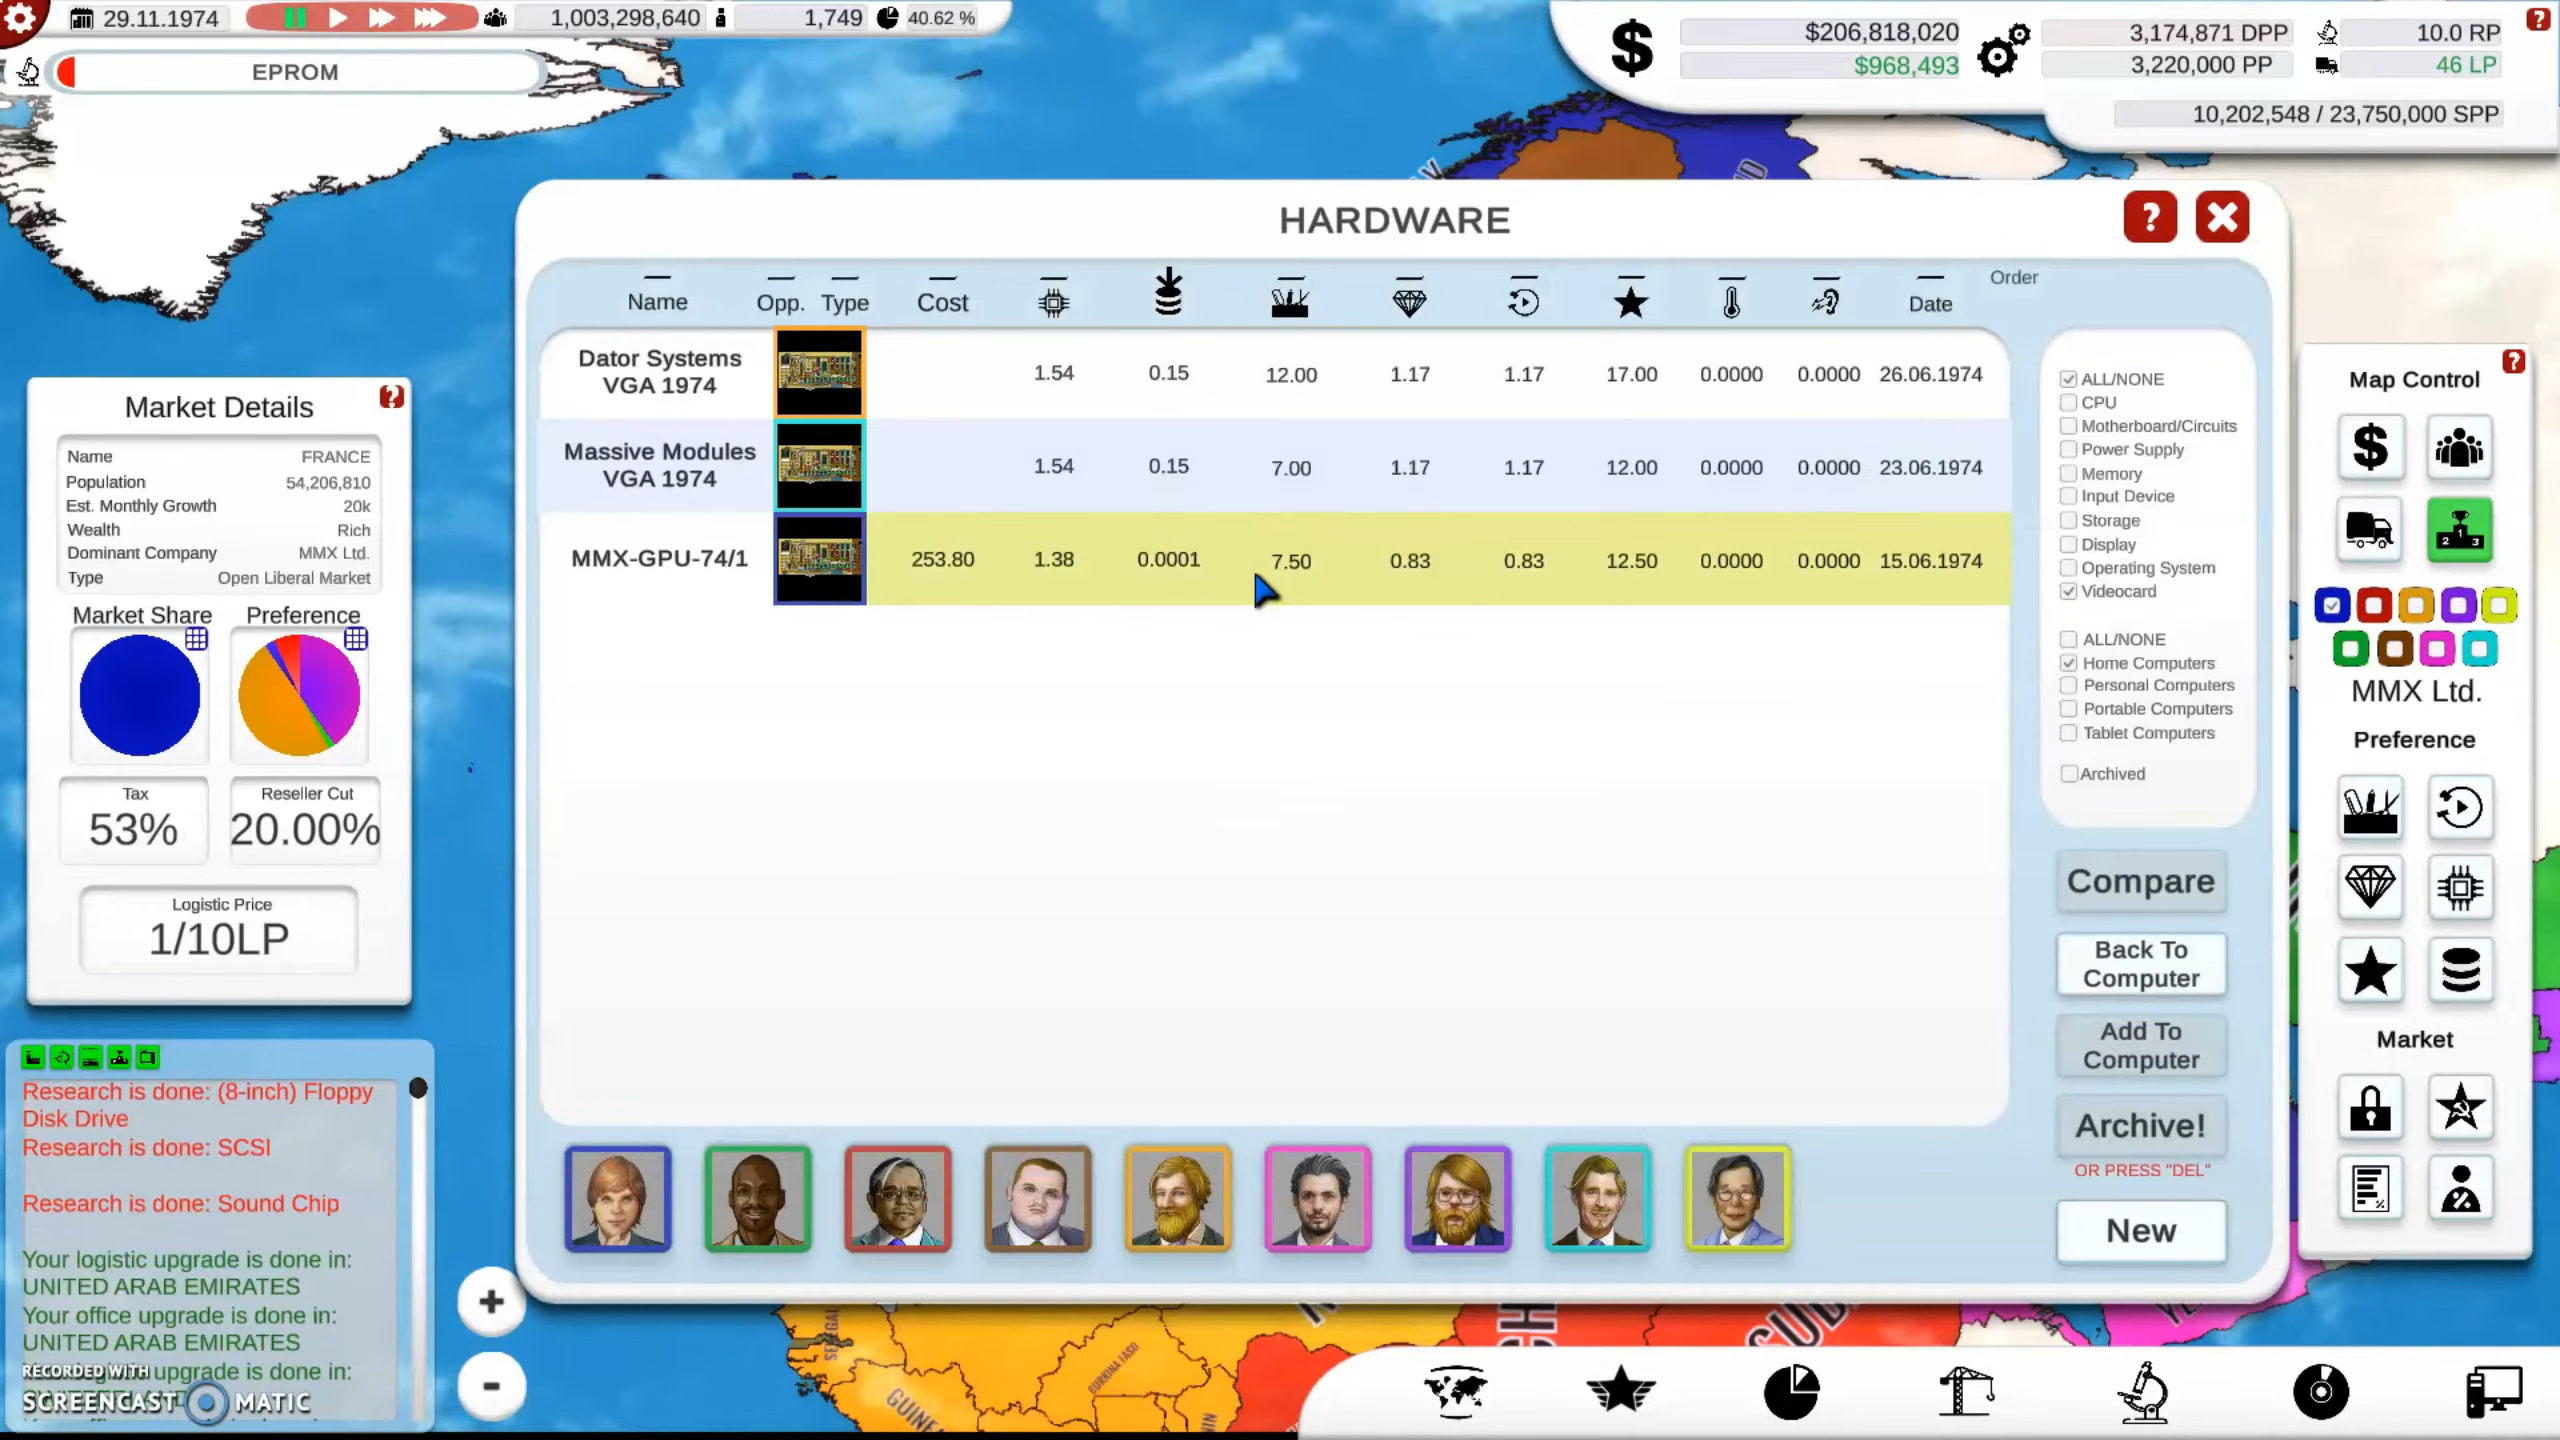 29.11.1974
1,003,298,640
1,749
40.62 %
EPROM
$206,818,020
$968,493
3,174,871 DPP
3,220,000 PP
10.0 RP
46 LP
10,202,548 / 23,750,000 SPP
?
HARDWARE
?
Name Opp. Type Cost Date Order
Dator Systems
VGA 1974
1.54 0.15 12.00 1.17 1.17 17.00 0.0000 0.0000 26.06.1974
Massive Modules
VGA 1974
1.54 0.15 7.00 1.17 1.17 12.00 0.0000 0.0000 23.06.1974
MMX-GPU-74/1 253.80 1.38 0.0001 7.50 0.83 0.83 12.50 0.0000 0.0000 15.06.1974
ALL/NONE
CPU
Motherboard/Circuits
Power Supply
Memory
Input Device
Storage
Display
Operating System
Videocard
ALL/NONE
Home Computers
Personal Computers
Portable Computers
Tablet Computers
Archived
Compare
Back To
Computer
Add To
Computer
Archive!
OR PRESS "DEL"
New
Market Details
?
Name FRANCE
Population 54,206,810
Est. Monthly Growth 20k
Wealth Rich
Dominant Company MMX Ltd.
Type Open Liberal Market
Market Share Preference
Tax Reseller Cut
53% 20.00%
Logistic Price
1/10LP
Research is done: (8-inch) Floppy
Disk Drive
Research is done: SCSI
Research is done: Sound Chip
Your logistic upgrade is done in:
UNITED ARAB EMIRATES
Your office upgrade is done in:
UNITED ARAB EMIRATES
upgrade is done in:
RECORDED WITH
SCREENCAST MATIC
+
-
Map Control
?
1 2 3
MMX Ltd.
Preference
Market
SENEGAL
GUINE
BURKINA FASO
SUD